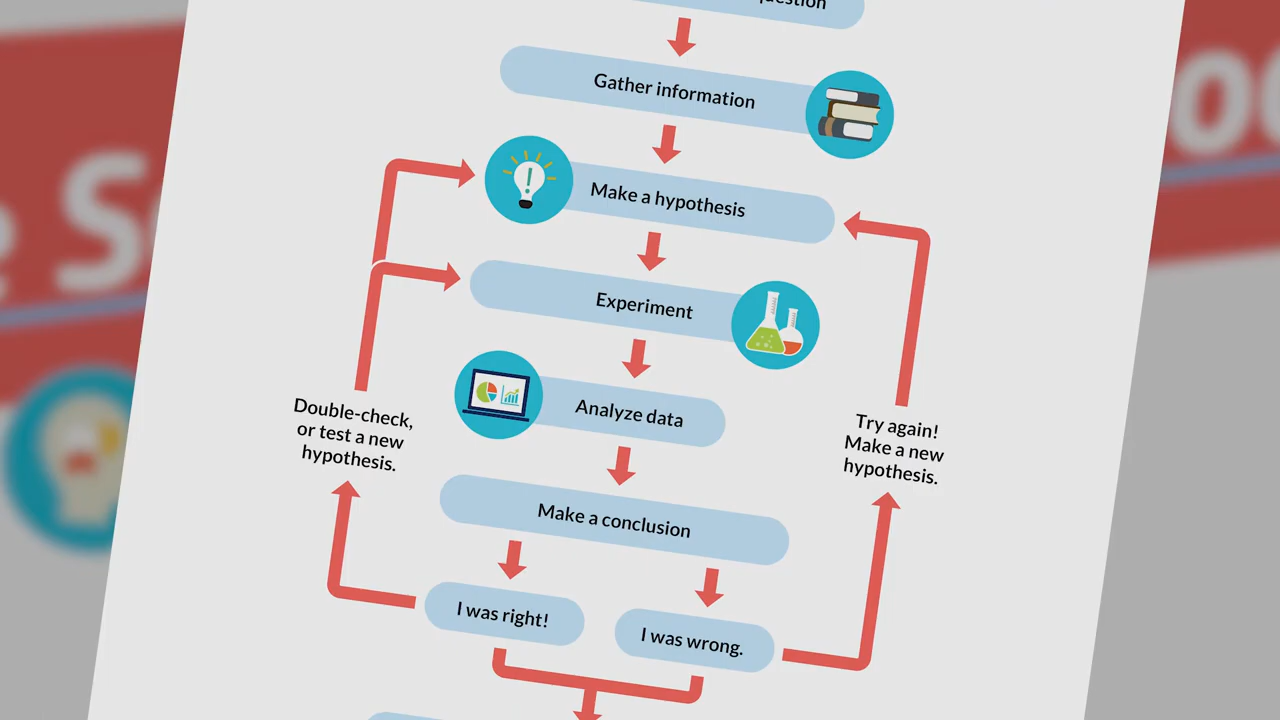 question
Gather information
Make a hypothesis
Experiment
Analyze data
Double-check,
or test a new
hypothesis.
Try again!
Make a new
hypothesis.
Make a conclusion
I was right!
I was wrong.